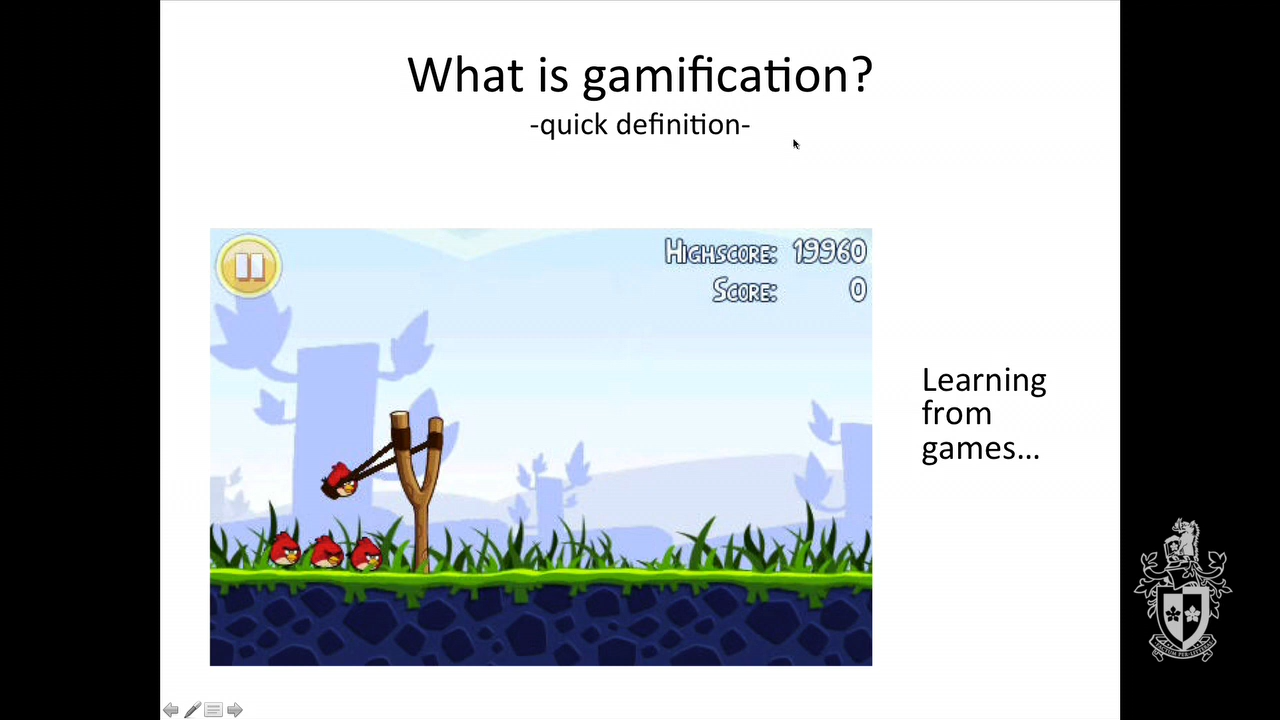 What is gamification?
-quick definition-
HIGHSCORE: 19960
SCORE: 0
Learning
from
games...